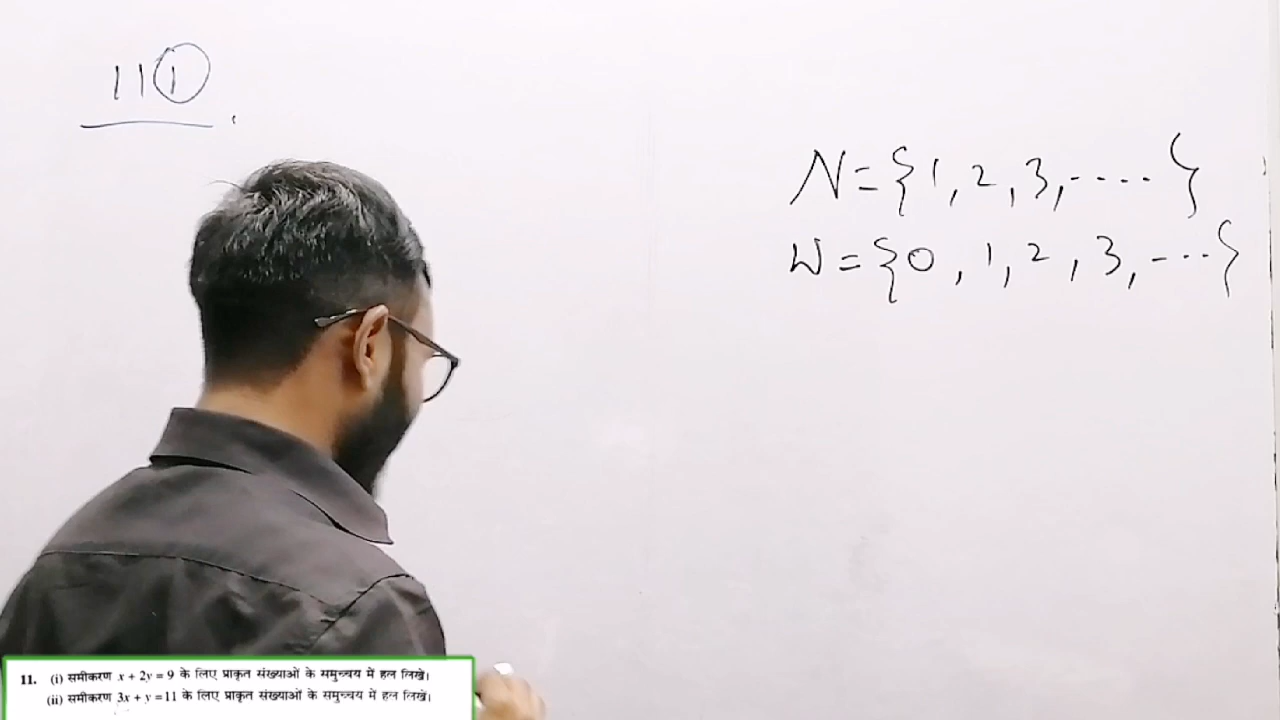 11 (i)
N = {1, 2, 3, ---- }
W = {0, 1, 2, 3, ---}
11. (i) समीकरण x + 2y = 9 के लिए प्राकृत संख्याओं के समुच्चय में हल लिखें।
(ii) समीकरण 3x + y = 11 के लिए प्राकृत संख्याओं के समुच्चय में हल लिखें।